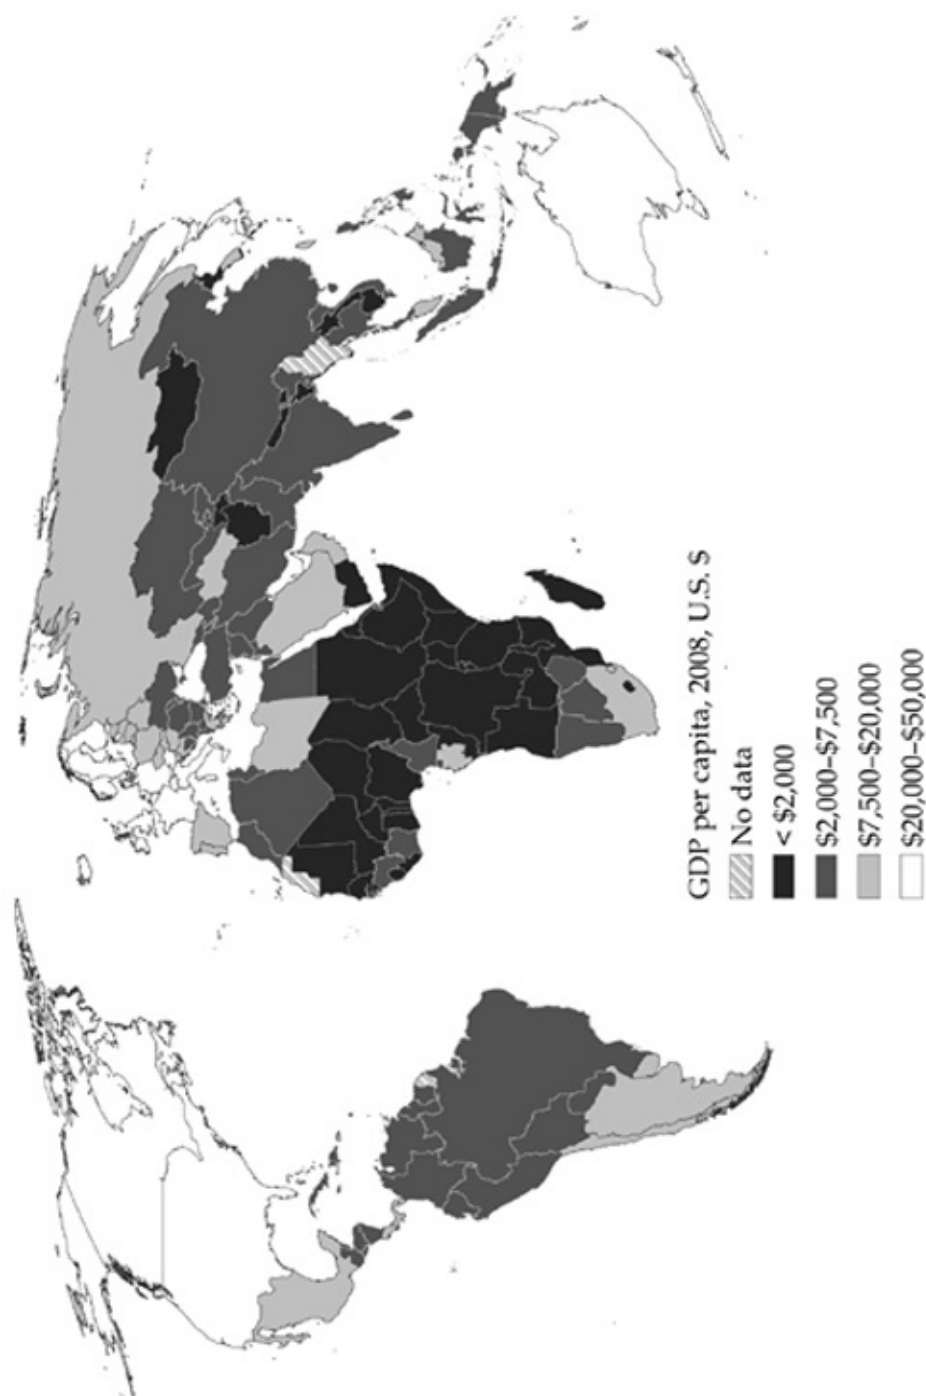 GDP per capita, 2008, U.S. $
No data
< $2,000
$2,000–$7,500
$7,500–$20,000
$20,000–$50,000